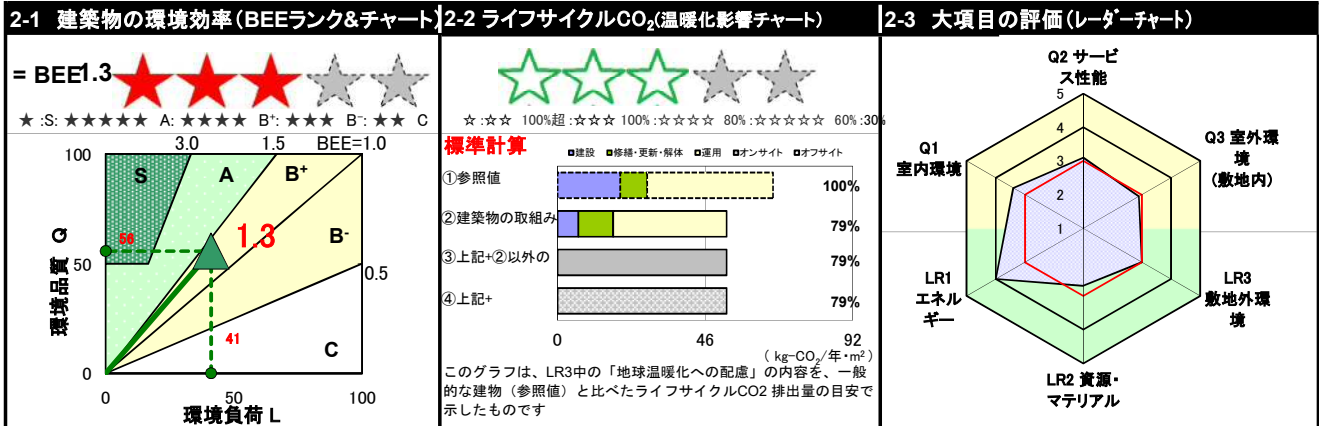 2-1 建築物の環境効率(BEEランク&チャート)
= BEE1.3
★ :S: ★★★★★ A: ★★★★ B⁺: ★★★ B⁻: ★★ C
3.0 1.5 BEE=1.0
100
S A B⁺
56
1.3
B⁻
50
0.5
41
C
0
0 50 100
環境品質 Q
環境負荷 L
2-2 ライフサイクルCO₂(温暖化影響チャート)
☆ :☆☆ 100%超 :☆☆☆ 100% :☆☆☆☆ 80% :☆☆☆☆☆ 60% :30%
標準計算
建設 修繕・更新・解体 運用 オンサイト オフサイト
①参照値 100%
②建築物の取組み 79%
③上記+②以外の 79%
④上記+ 79%
0 46 92
( kg-CO₂/年・m²)
このグラフは、LR3中の「地球温暖化への配慮」の内容を、一般
的な建物(参照値)と比べたライフサイクルCO2 排出量の目安で
示したものです
2-3 大項目の評価(レーダーチャート)
Q2 サービ
ス性能
5
4
3
2
1
Q1
室内環境
Q3 室外環
境
(敷地内)
LR1
エネル
ギー
LR3
敷地外環
境
LR2 資源・
マテリアル